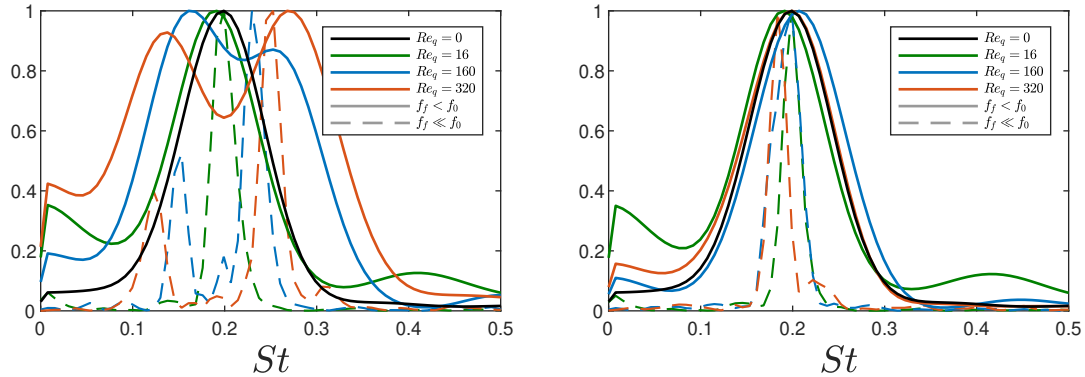 1
0.8
0.6
0.4
0.2
0
0 0.1 0.2 0.3 0.4 0.5
St
Re_q = 0
Re_q = 16
Re_q = 160
Re_q = 320
f_f < f_0
f_f ≪ f_0
1
0.8
0.6
0.4
0.2
0
0 0.1 0.2 0.3 0.4 0.5
St
Re_q = 0
Re_q = 16
Re_q = 160
Re_q = 320
f_f < f_0
f_f ≪ f_0